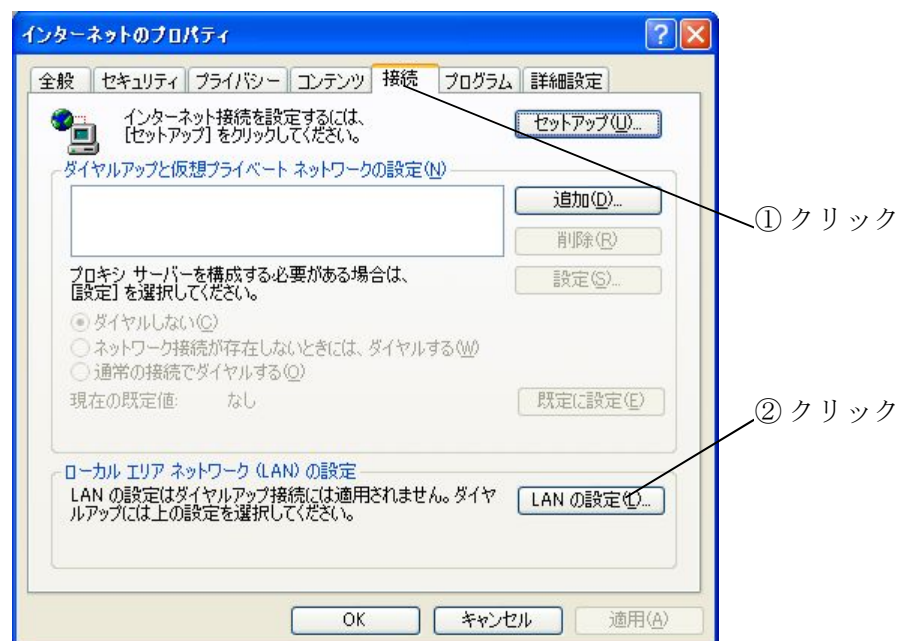 インターネットのプロパティ
全般 セキュリティ プライバシー コンテンツ 接続 プログラム 詳細設定
インターネット接続を設定するには、
[セットアップ] をクリックしてください。
セットアップ(U)...
ダイヤルアップと仮想プライベート ネットワークの設定(N)
追加(D)...
① クリック
削除(R)
プロキシ サーバーを構成する必要がある場合は、
[設定] を選択してください。
設定(S)...
ダイヤルしない(C)
ネットワーク接続が存在しないときには、ダイヤルする(W)
通常の接続でダイヤルする(O)
現在の既定値: なし
既定に設定(E)
② クリック
ローカル エリア ネットワーク (LAN) の設定
LAN の設定はダイヤルアップ接続には適用されません。ダイヤ
ルアップには上の設定を選択してください。
LAN の設定(L)...
OK キャンセル 適用(A)